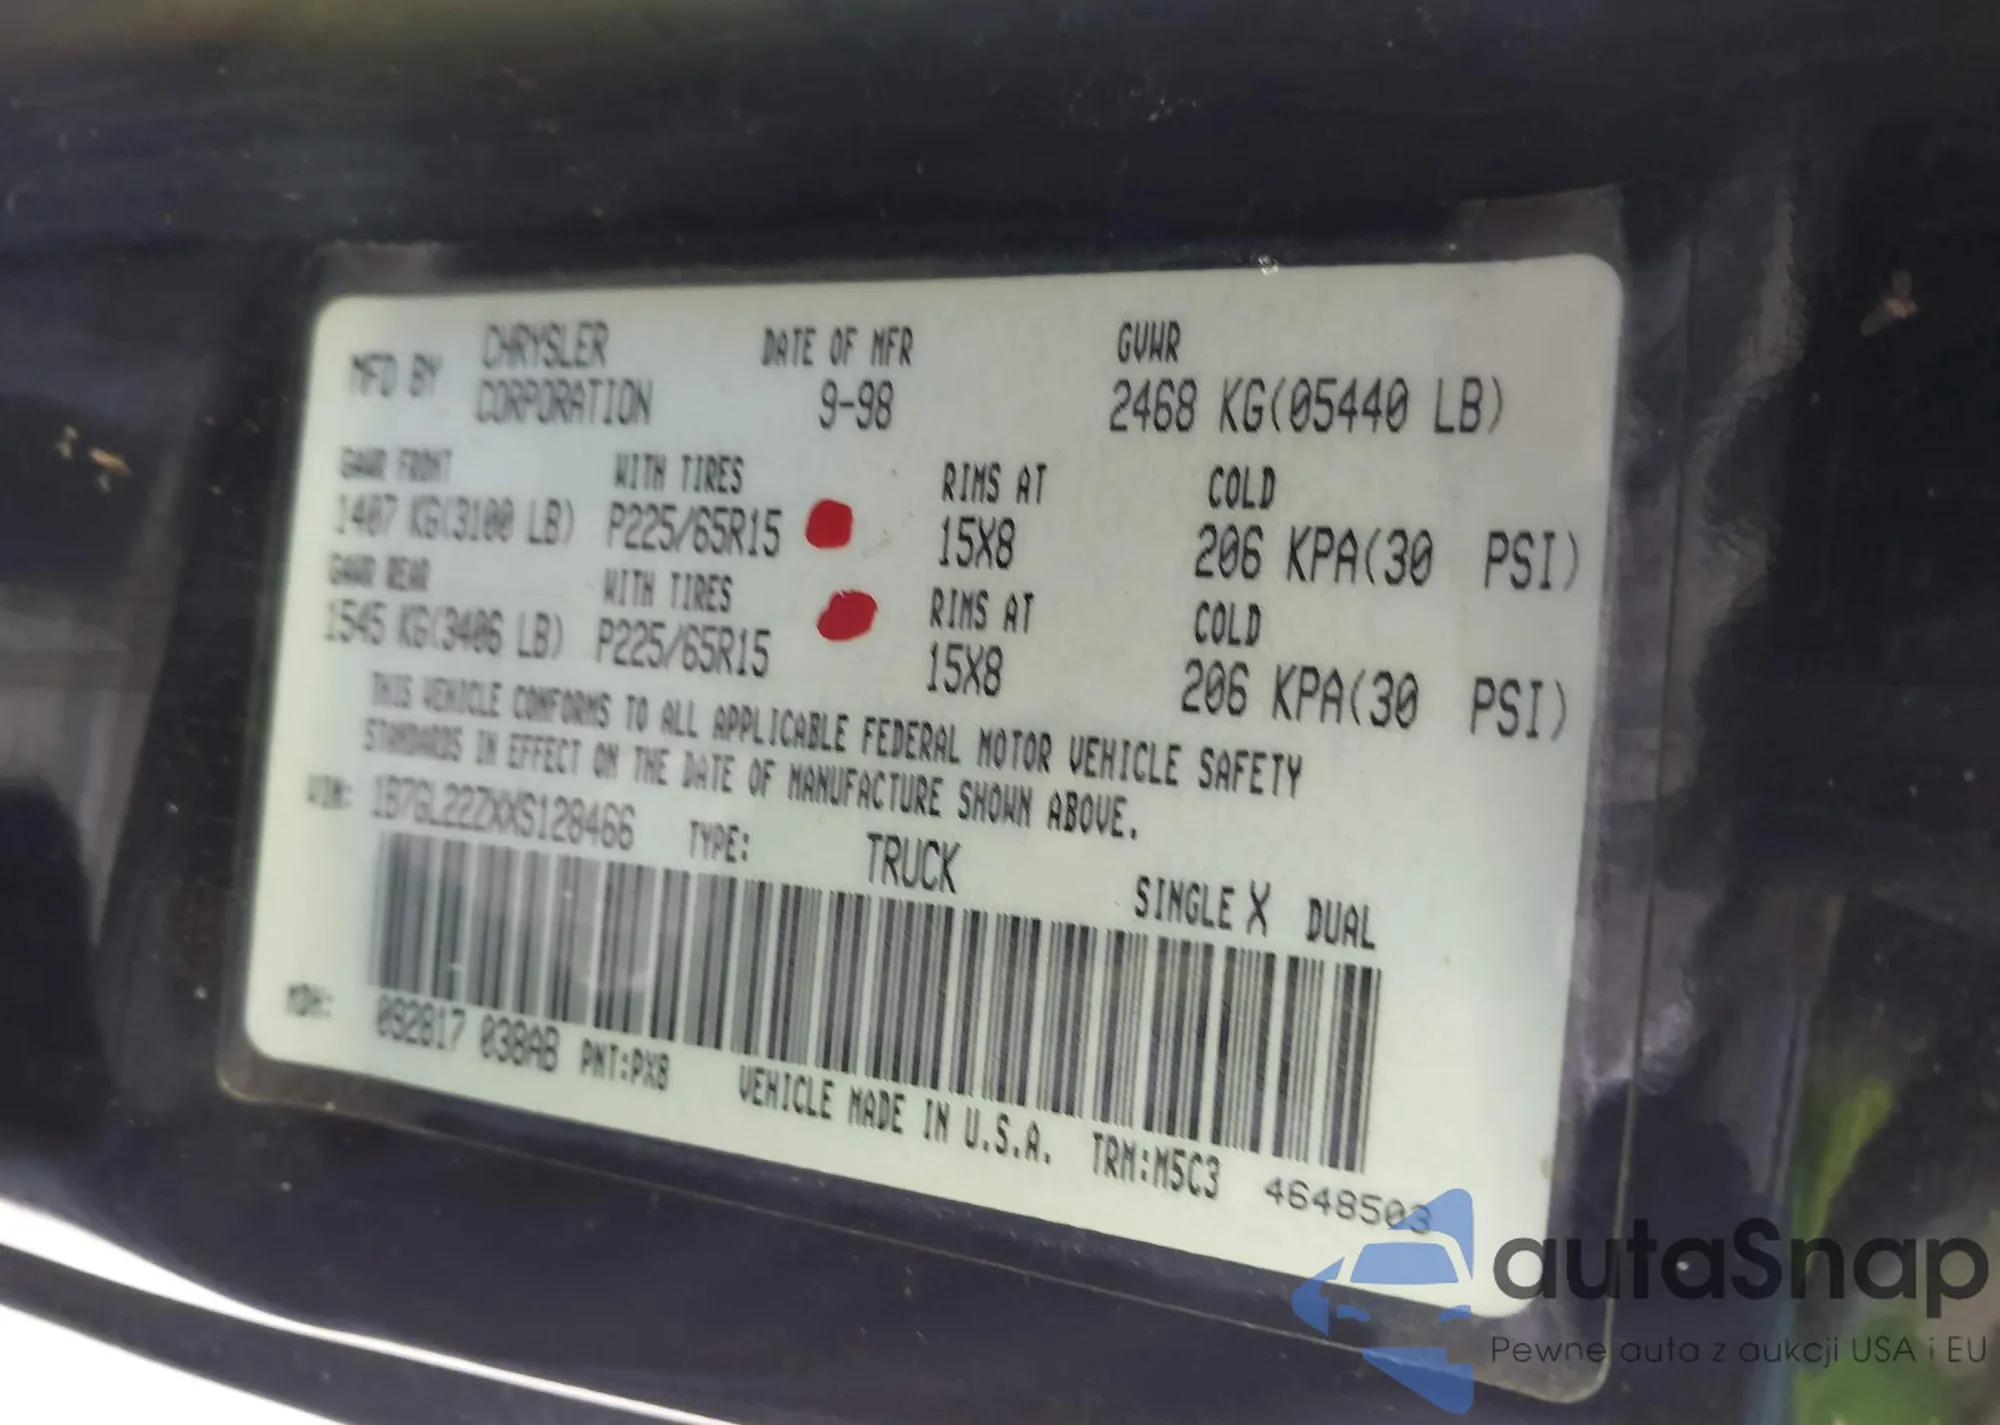 MFD BY CHRYSLER CORPORATION DATE OF MFR 9-98 GVWR 2468 KG(05440 LB)
GAWR FRONT WITH TIRES RIMS AT COLD
1407 KG(3100 LB) P225/65R15 15X8 206 KPA(30 PSI)
GAWR REAR WITH TIRES RIMS AT COLD
1545 KG(3406 LB) P225/65R15 15X8 206 KPA(30 PSI)
THIS VEHICLE CONFORMS TO ALL APPLICABLE FEDERAL MOTOR VEHICLE SAFETY
STANDARDS IN EFFECT ON THE DATE OF MANUFACTURE SHOWN ABOVE.
VIN: 1B7GL22ZXXS128466 TYPE: TRUCK SINGLE X DUAL
MDH: 092817 038AB PNT:PX8 VEHICLE MADE IN U.S.A. TRM:M5C3 4648503
autaSnap
Pewne auta z aukcji USA i EU